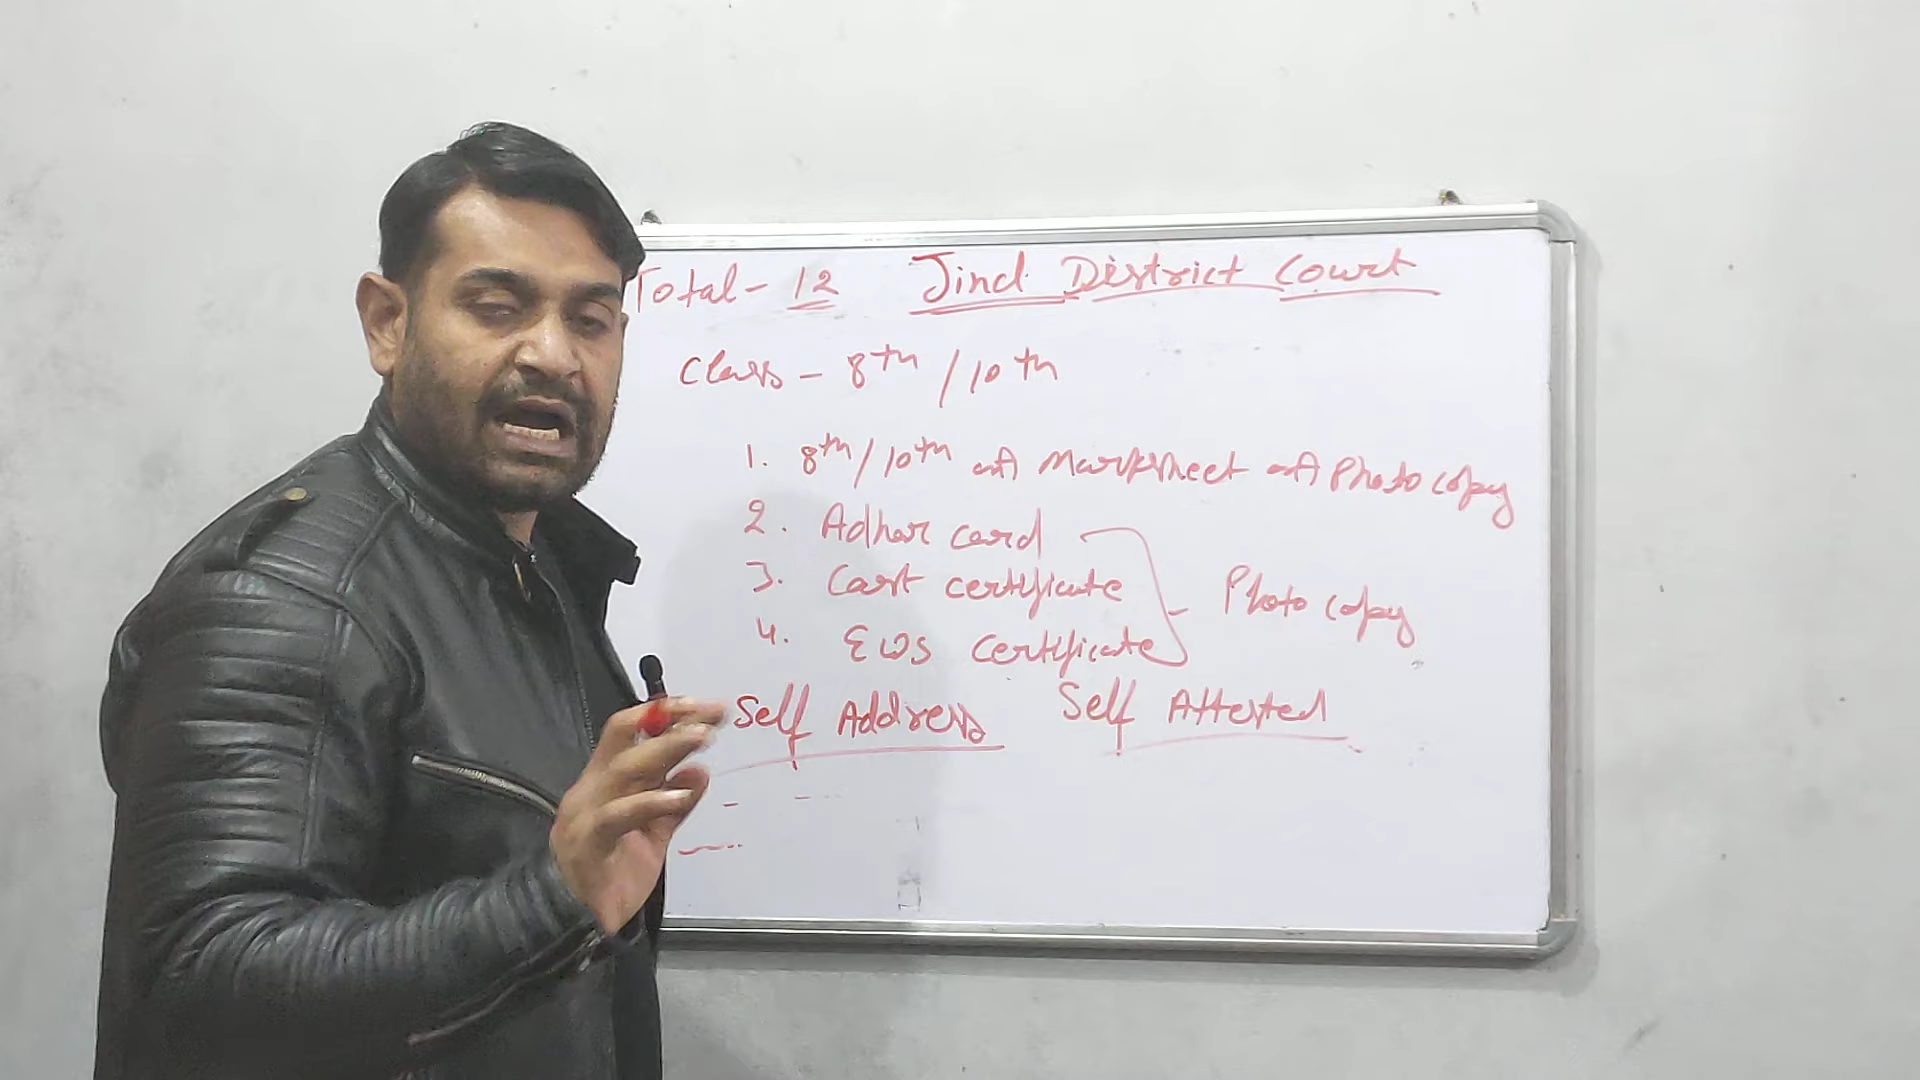 Total - 12 Jind District Court
Class - 8th / 10th
1. 8th / 10th की Marksheet की Photo copy
2. Adhar card
3. Cast certificate
4. EWS Certificate - Photo copy
Self Address Self Attested